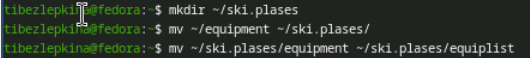 tibezlepkina@fedora:~$ mkdir ~/ski.plases
tibezlepkina@fedora:~$ mv ~/equipment ~/ski.plases/
tibezlepkina@fedora:~$ mv ~/ski.plases/equipment ~/ski.plases/equiplist